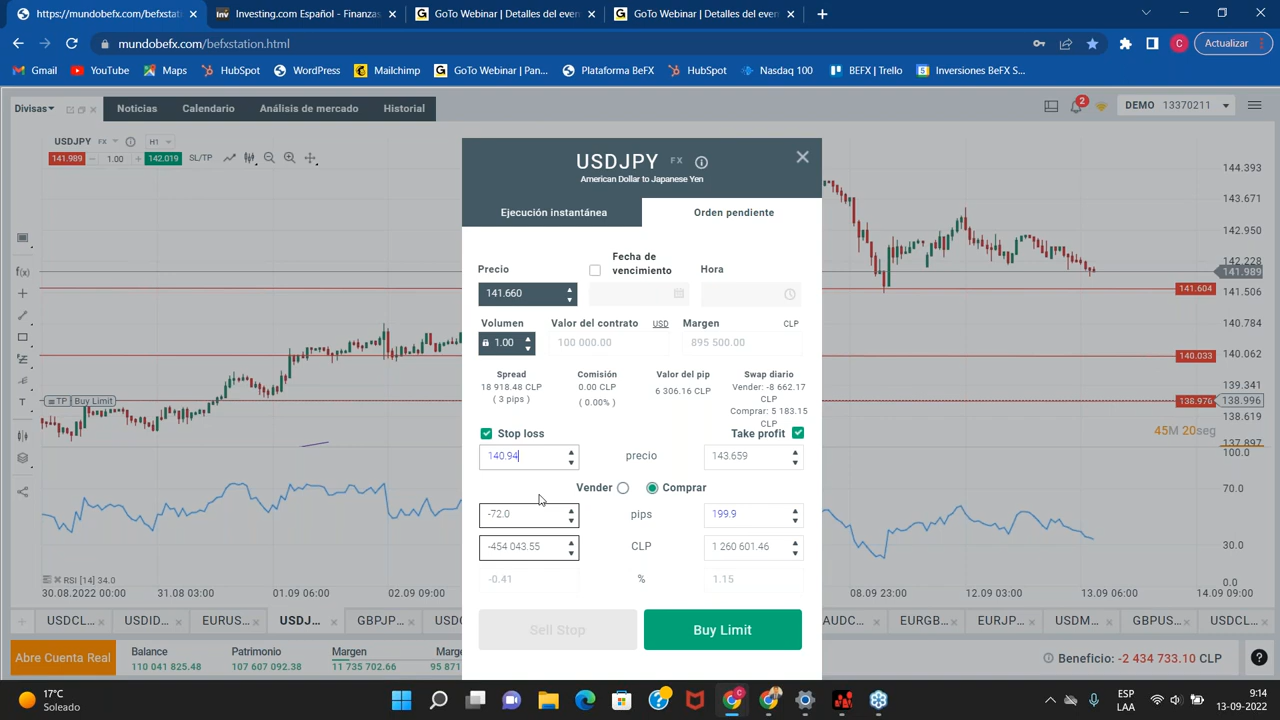 https://mundobefx.com/befxstatio
Investing.com Español - Finanzas
GoTo Webinar | Detalles del even
GoTo Webinar | Detalles del even
mundobefx.com/befxstation.html
Actualizar
Gmail
YouTube
Maps
HubSpot
WordPress
Mailchimp
GoTo Webinar | Pan...
Plataforma BeFX
HubSpot
Nasdaq 100
BEFX | Trello
Inversiones BeFX S...
Divisas
Noticias
Calendario
Análisis de mercado
Historial
2
DEMO 13370211
USDJPY FX H1
141.989 1.00 142.019 SL/TP
USDJPY FX
American Dollar to Japanese Yen
Ejecución instantánea
Orden pendiente
Precio
Fecha de vencimiento
Hora
141.660
Volumen
Valor del contrato USD
Margen CLP
1.00
100 000.00
895 500.00
Spread
18 918.48 CLP
( 3 pips )
Comisión
0.00 CLP
( 0.00% )
Valor del pip
6 306.16 CLP
Swap diario
Vender: -8 662.17
CLP
Comprar: 5 183.15
CLP
Stop loss
Take profit
140.94
precio
143.659
Vender
Comprar
-72.0
pips
199.9
-454 043.55
CLP
1 260 601.46
-0.41
%
1.15
Sell Stop
Buy Limit
144.393
143.671
142.950
142.228
141.989
141.604
141.506
140.784
140.033
140.062
139.341
138.976
138.996
138.619
45M 20seg
137.897
100.0
70.0
30.0
0.0
TP Buy Limit
f(x)
T
RSI [14] 34.0
30.08.2022 00:00
31.08 03:00
01.09 06:00
02.09 09:00
08.09 23:00
12.09 03:00
13.09 06:00
14.09 09:00
USDCL...
USDID...
EURUS...
USDJ...
GBPJP...
AUDC...
EURGB...
EURJP...
USDM...
GBPUS...
USDCL...
Abre Cuenta Real
Balance
110 041 825.48
Patrimonio
107 607 092.38
Margen
11 735 702.66
95 871
Beneficio: -2 434 733.10 CLP
17°C
Soleado
ESP
LAA
9:14
13-09-2022